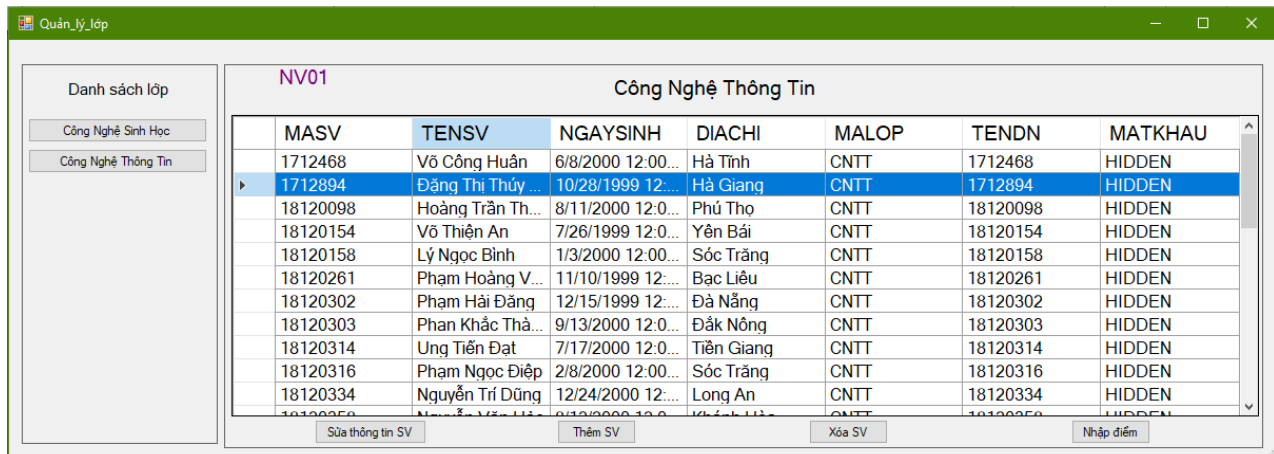 Quản_lý_lớp
Danh sách lớp
Công Nghệ Sinh Học
Công Nghệ Thông Tin
NV01
Công Nghệ Thông Tin
MASV TENSV NGAYSINH DIACHI MALOP TENDN MATKHAU
1712468 Võ Công Huân 6/8/2000 12:00... Hà Tĩnh CNTT 1712468 HIDDEN
1712894 Đặng Thị Thúy ... 10/28/1999 12:... Hà Giang CNTT 1712894 HIDDEN
18120098 Hoàng Trần Th... 8/11/2000 12:0... Phú Thọ CNTT 18120098 HIDDEN
18120154 Võ Thiện An 7/26/1999 12:0... Yên Bái CNTT 18120154 HIDDEN
18120158 Lý Ngọc Bình 1/3/2000 12:00... Sóc Trăng CNTT 18120158 HIDDEN
18120261 Phạm Hoàng V... 11/10/1999 12:... Bạc Liêu CNTT 18120261 HIDDEN
18120302 Phạm Hải Đăng 12/15/1999 12:... Đà Nẵng CNTT 18120302 HIDDEN
18120303 Phan Khắc Thà... 9/13/2000 12:0... Đắk Nông CNTT 18120303 HIDDEN
18120314 Ung Tiến Đạt 7/17/2000 12:0... Tiền Giang CNTT 18120314 HIDDEN
18120316 Phạm Ngọc Điệp 2/8/2000 12:00... Sóc Trăng CNTT 18120316 HIDDEN
18120334 Nguyễn Trí Dũng 12/24/2000 12:... Long An CNTT 18120334 HIDDEN
Sửa thông tin SV Thêm SV Xóa SV Nhập điểm